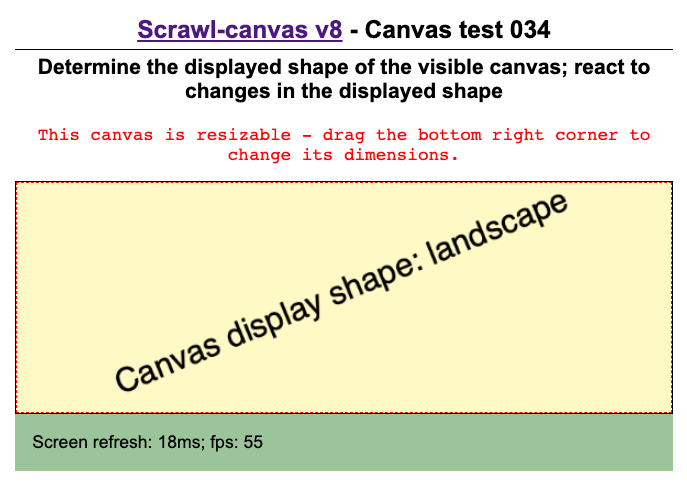 Scrawl-canvas v8 - Canvas test 034
Determine the displayed shape of the visible canvas; react to
changes in the displayed shape
This canvas is resizable - drag the bottom right corner to
change its dimensions.
Canvas display shape: landscape
Screen refresh: 18ms; fps: 55